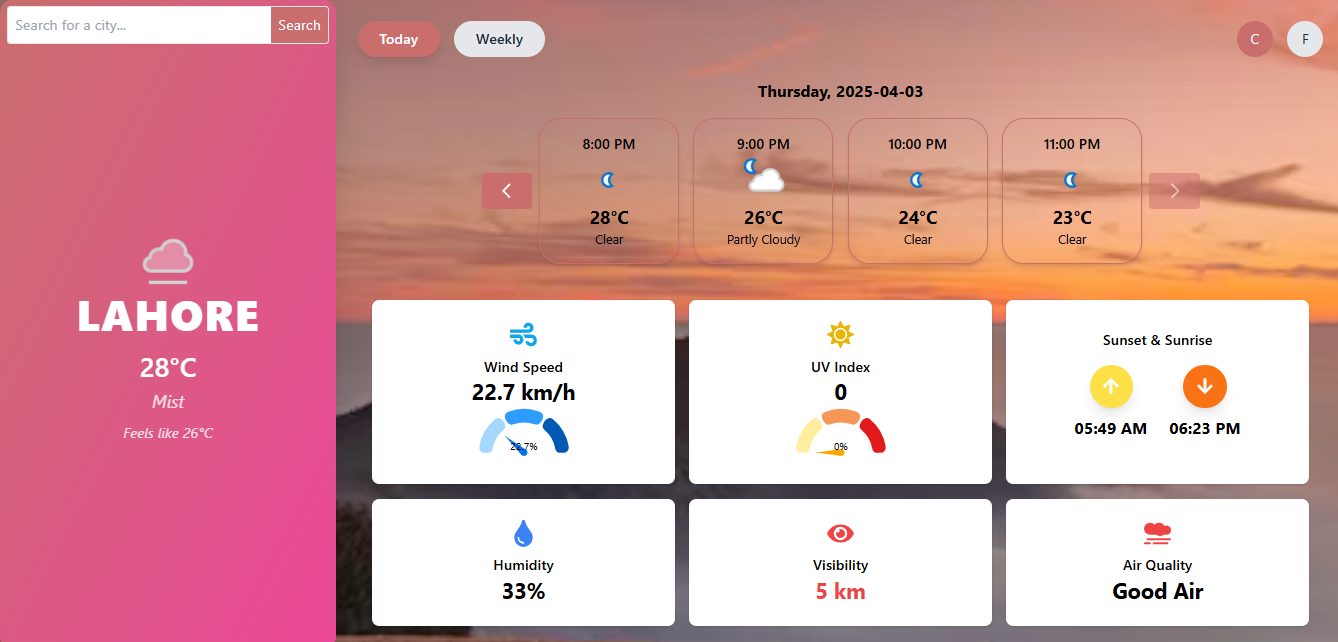 Search for a city...
Search
LAHORE
28°C
Mist
Feels like 26°C
Today
Weekly
C
F
Thursday, 2025-04-03
8:00 PM
28°C
Clear
9:00 PM
26°C
Partly Cloudy
10:00 PM
24°C
Clear
11:00 PM
23°C
Clear
Wind Speed
22.7 km/h
UV Index
0
0%
Sunset & Sunrise
05:49 AM
06:23 PM
Humidity
33%
Visibility
5 km
Air Quality
Good Air